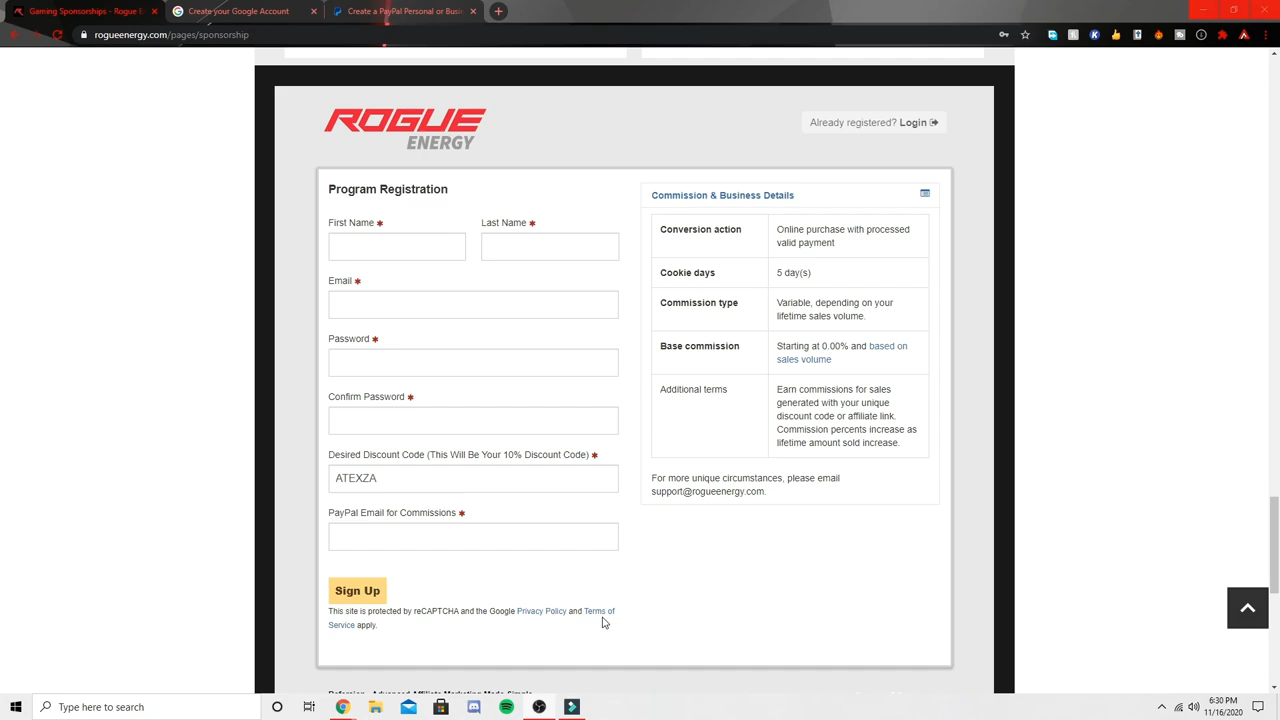 Gaming Sponsorships - Rogue En
Create your Google Account
Create a PayPal Personal or Busi
rogueenergy.com/pages/sponsorship
ROGUE
ENERGY
Already registered? Login
Program Registration
First Name *
Last Name *
Email *
Password *
Confirm Password *
Desired Discount Code (This Will Be Your 10% Discount Code) *
ATEXZA
PayPal Email for Commissions *
Sign Up
This site is protected by reCAPTCHA and the Google Privacy Policy and Terms of
Service apply.
Commission & Business Details
Conversion action
Online purchase with processed
valid payment
Cookie days
5 day(s)
Commission type
Variable, depending on your
lifetime sales volume.
Base commission
Starting at 0.00% and based on
sales volume
Additional terms
Earn commissions for sales
generated with your unique
discount code or affiliate link.
Commission percents increase as
lifetime amount sold increase.
For more unique circumstances, please email
support@rogueenergy.com.
Refersion - Advanced Affiliate Marketing Made Simple
Type here to search
6:30 PM
11/16/2020